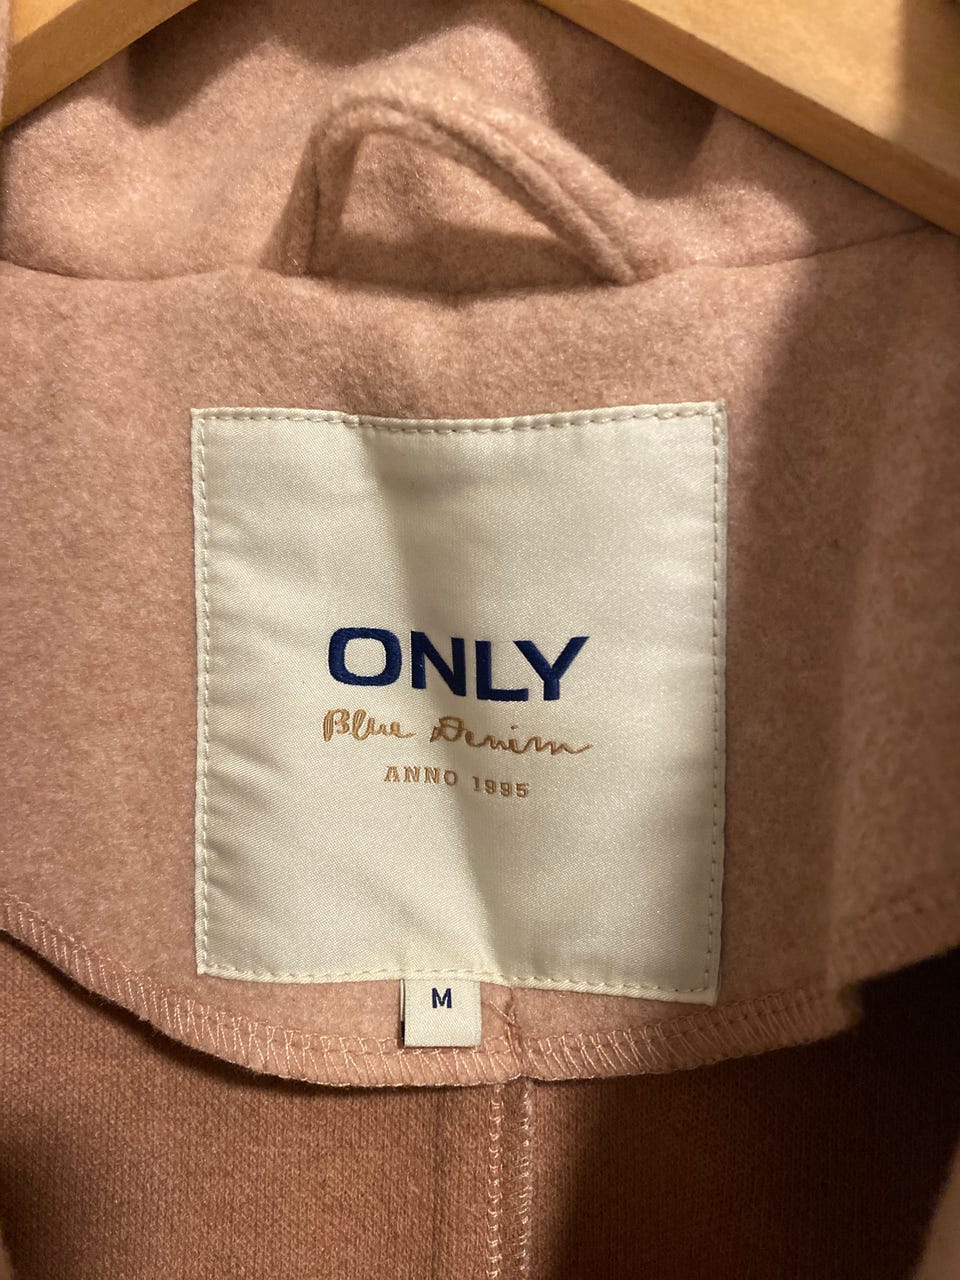 ONLY
Blue Denim
ANNO 1995
M